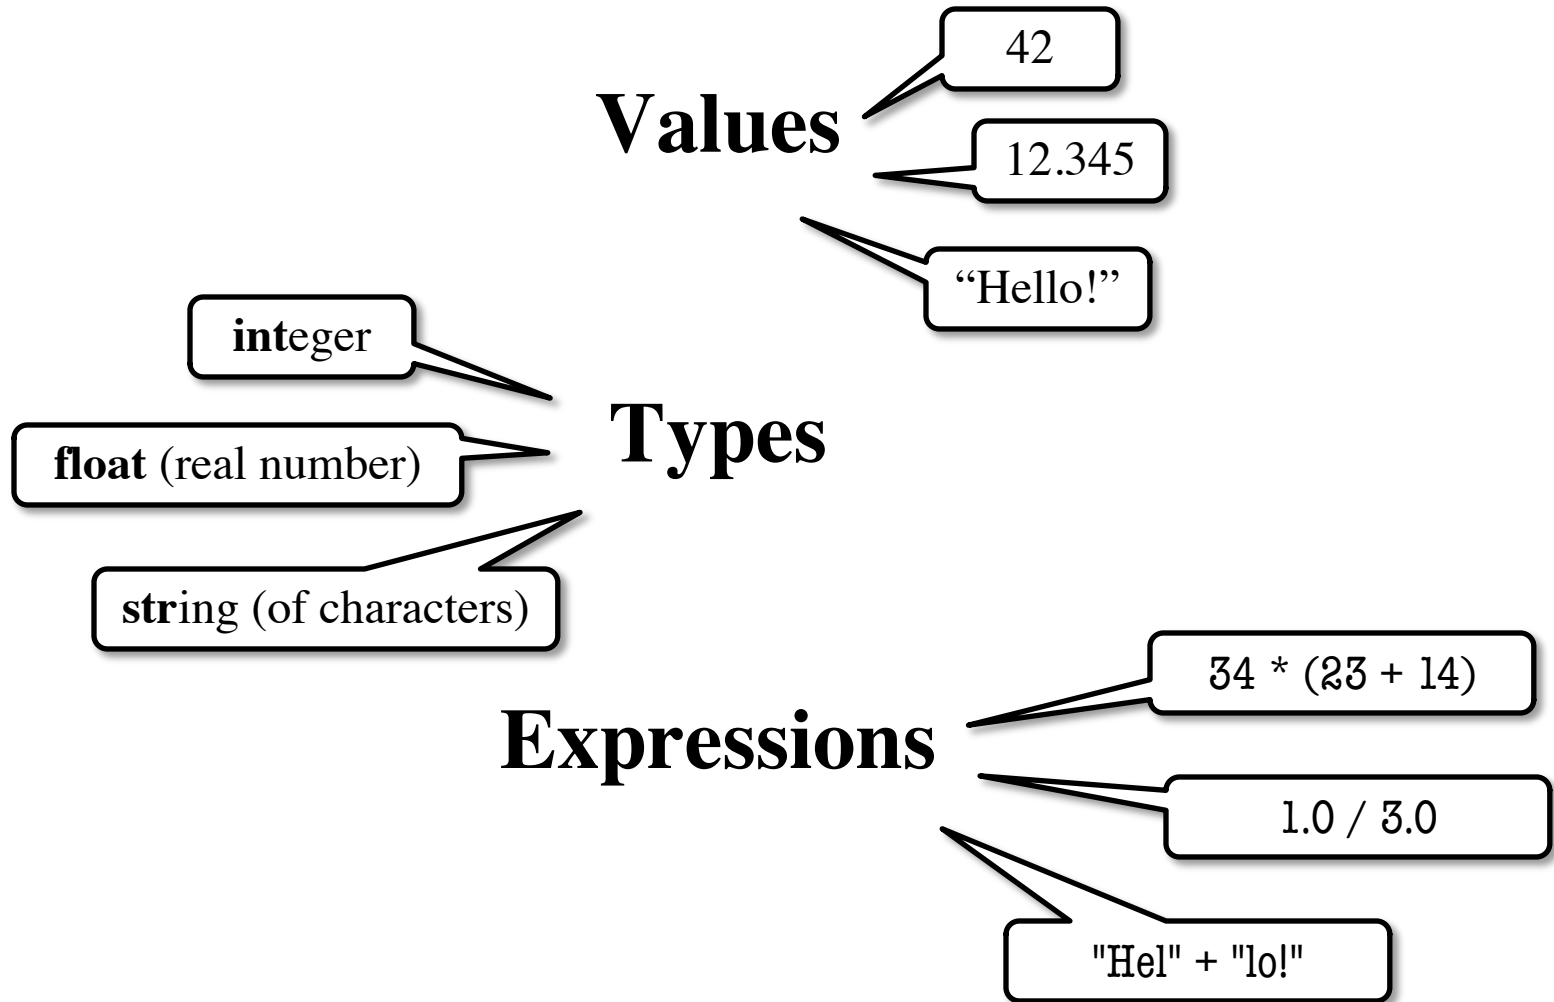 42
Values
12.345
“Hello!”
integer
Types
float (real number)
string (of characters)
34 * (23 + 14)
Expressions
1.0 / 3.0
"Hel" + "lo!"